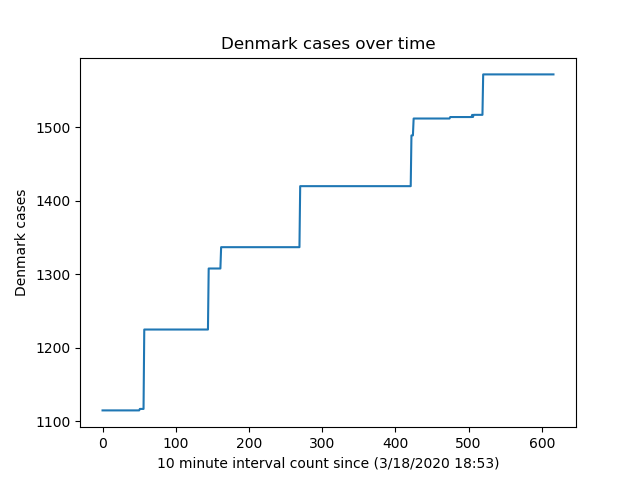 Denmark cases over time
Denmark cases
1500
1400
1300
1200
1100
0 100 200 300 400 500 600
10 minute interval count since (3/18/2020 18:53)